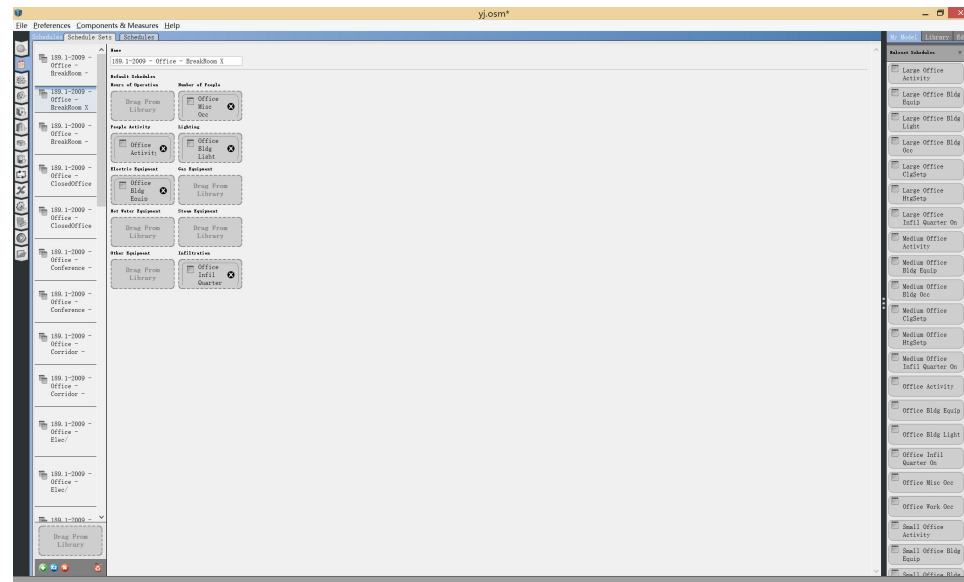 yj.osm*
File Preferences Components & Measures Help
Schedules Schedule Sets Schedules
My Model Library Ed
189.1-2009 -
Office -
BreakRoom -
189.1-2009 -
Office -
BreakRoom X
189.1-2009 -
Office -
BreakRoom -
189.1-2009 -
Office -
ClosedOffice
189.1-2009 -
Office -
ClosedOffice
189.1-2009 -
Office -
Conference -
189.1-2009 -
Office -
Conference -
189.1-2009 -
Office -
Corridor -
189.1-2009 -
Office -
Corridor -
189.1-2009 -
Office -
Elec/
189.1-2009 -
Office -
Elec/
189.1-2009 -
Drag From
Library
Name
189.1-2009 - Office - BreakRoom X
Default Schedules
Hours of Operation
Drag From
Library
Number of People
Office
Misc
Occ
People Activity
Office
Activit
Lighting
Office
Bldg
Light
Electric Equipment
Office
Bldg
Equip
Gas Equipment
Drag From
Library
Hot Water Equipment
Drag From
Library
Steam Equipment
Drag From
Library
Other Equipment
Drag From
Library
Infiltration
Office
Infil
Quarter
Ruleset Schedules
Large Office
Activity
Large Office Bldg
Equip
Large Office Bldg
Light
Large Office Bldg
Occ
Large Office
ClgSetp
Large Office
HtgSetp
Large Office
Infil Quarter On
Medium Office
Activity
Medium Office
Bldg Equip
Medium Office
Bldg Occ
Medium Office
ClgSetp
Medium Office
HtgSetp
Medium Office
Infil Quarter On
Office Activity
Office Bldg Equip
Office Bldg Light
Office Infil
Quarter On
Office Misc Occ
Office Work Occ
Small Office
Activity
Small Office Bldg
Equip
Small Office Bldg